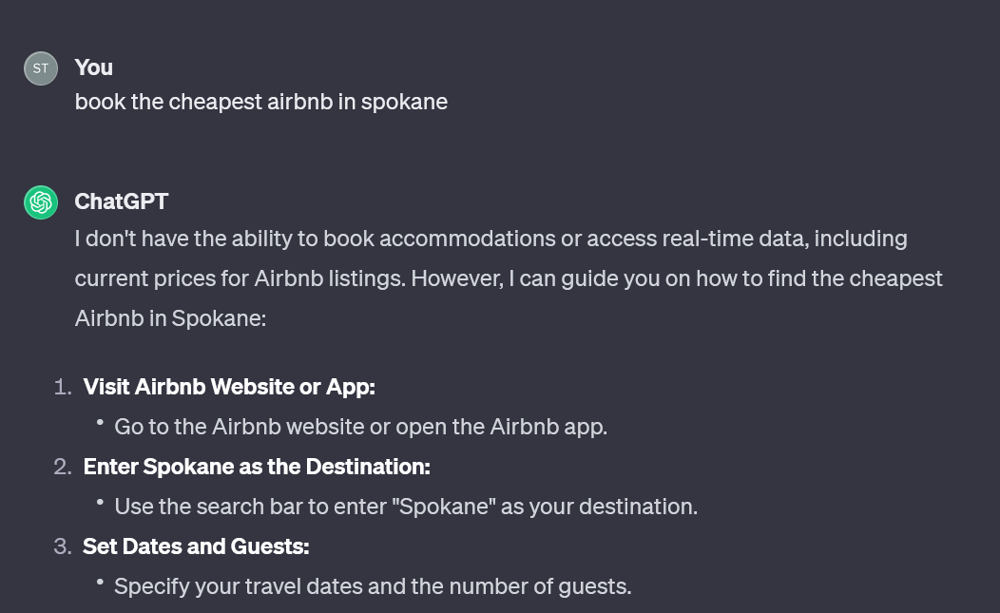 ST
You
book the cheapest airbnb in spokane
ChatGPT
I don't have the ability to book accommodations or access real-time data, including
current prices for Airbnb listings. However, I can guide you on how to find the cheapest
Airbnb in Spokane:
1. Visit Airbnb Website or App:
• Go to the Airbnb website or open the Airbnb app.
2. Enter Spokane as the Destination:
• Use the search bar to enter "Spokane" as your destination.
3. Set Dates and Guests:
• Specify your travel dates and the number of guests.